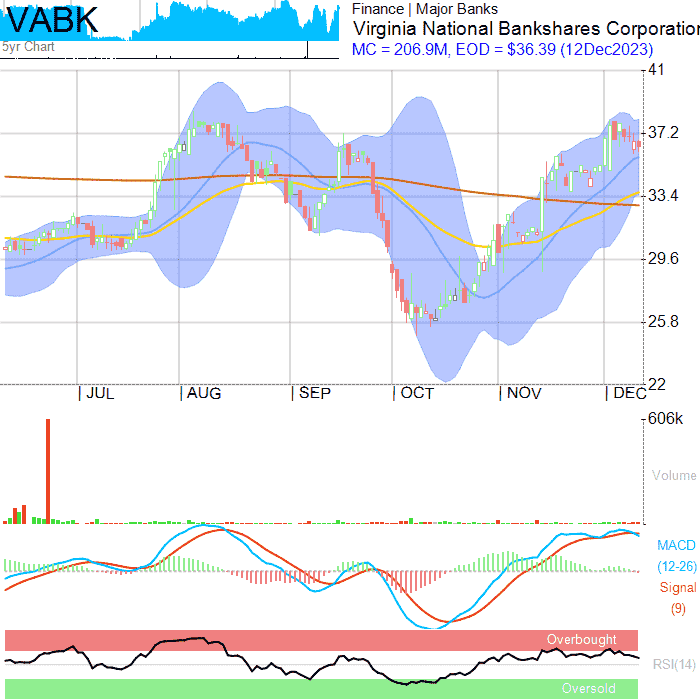 VABK
5yr Chart
Finance | Major Banks
Virginia National Bankshares Corporation
MC = 206.9M, EOD = $36.39 (12Dec2023)
41
37.2
33.4
29.6
25.8
22
JUL AUG SEP OCT NOV DEC
606k
Volume
MACD
(12-26)
Signal
(9)
Overbought
RSI(14)
Oversold